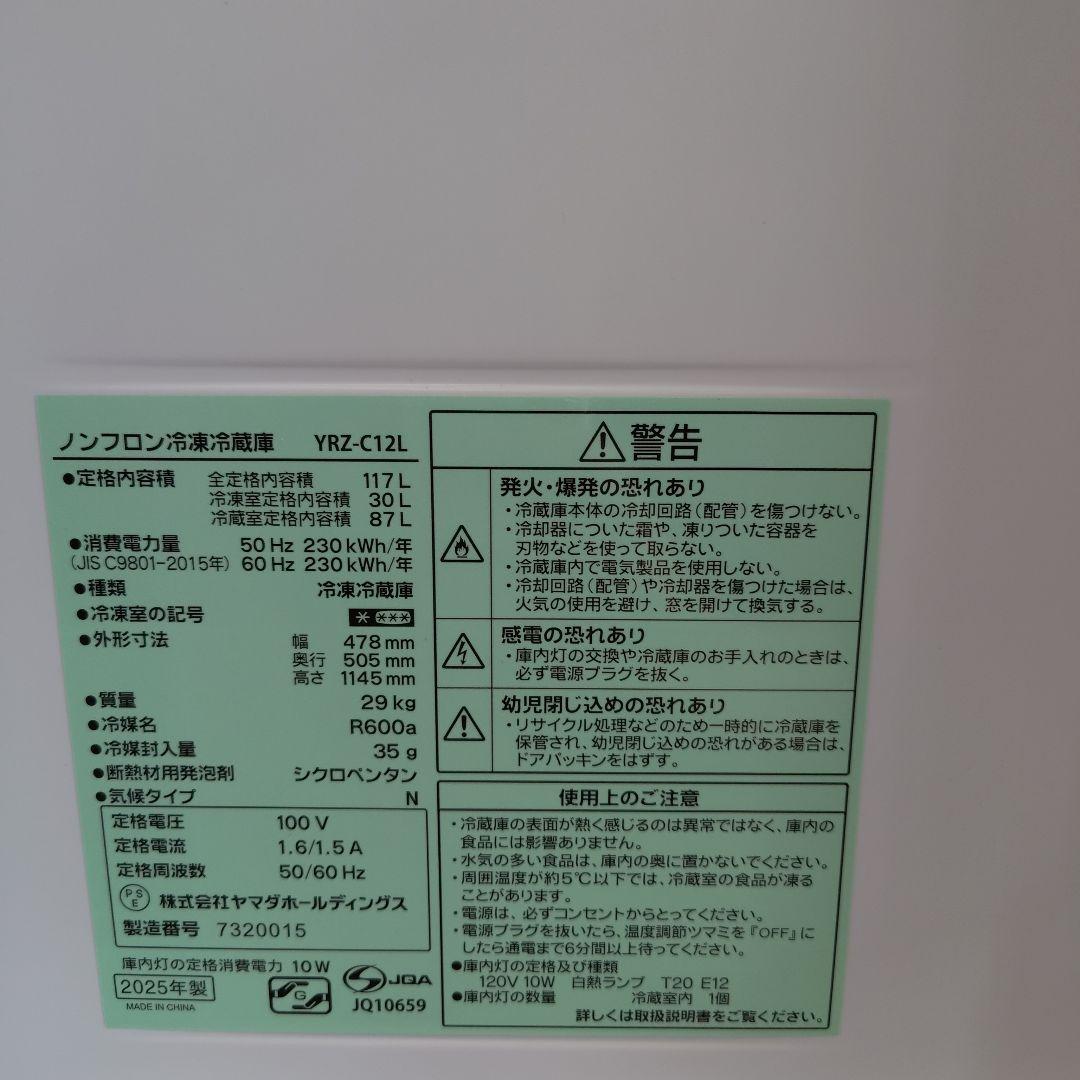 ノンフロン冷凍冷蔵庫 YRZ-C12L
●定格内容積 全定格内容積 117 L
冷凍室定格内容積 30 L
冷蔵室定格内容積 87 L
●消費電力量 50 Hz 230 kWh/年
(JIS C9801-2015年) 60 Hz 230 kWh/年
●種類 冷凍冷蔵庫
●冷凍室の記号 * ***
●外形寸法 幅 478 mm
奥行 505 mm
高さ 1145 mm
●質量 29 kg
●冷媒名 R600a
●冷媒封入量 35 g
●断熱材用発泡剤 シクロペンタン
●気候タイプ N
定格電圧 100 V
定格電流 1.6/1.5 A
定格周波数 50/60 Hz
PSE 株式会社ヤマダホールディングス
製造番号 7320015
庫内灯の定格消費電力 10 W
2025年製
MADE IN CHINA
G
JQA
JQ10659
警告
発火・爆発の恐れあり
・冷蔵庫本体の冷却回路(配管)を傷つけない。
・冷却器についた霜や、凍りついた容器を
刃物などを使って取らない。
・冷蔵庫内で電気製品を使用しない。
・冷却回路(配管)や冷却器を傷つけた場合は、
火気の使用を避け、窓を開けて換気する。
感電の恐れあり
・庫内灯の交換や冷蔵庫のお手入れのときは、
必ず電源プラグを抜く。
幼児閉じ込めの恐れあり
・リサイクル処理などのため一時的に冷蔵庫を
保管され、幼児閉じ込めの恐れがある場合は、
ドアパッキンをはずす。
使用上のご注意
・冷蔵庫の表面が熱く感じるのは異常ではなく、庫内の
食品には影響ありません。
・水気の多い食品は、庫内の奥に置かないでください。
・周囲温度が約5℃以下では、冷蔵室の食品が凍る
ことがあります。
・電源は、必ずコンセントからとってください。
・電源プラグを抜いたら、温度調節ツマミを『OFF』に
したら通電まで6分間以上待ってください。
●庫内灯の定格及び種類
120V 10W 白熱ランプ T20 E12
●庫内灯の数量 冷蔵室内 1個
詳しくは取扱説明書をご覧ください。